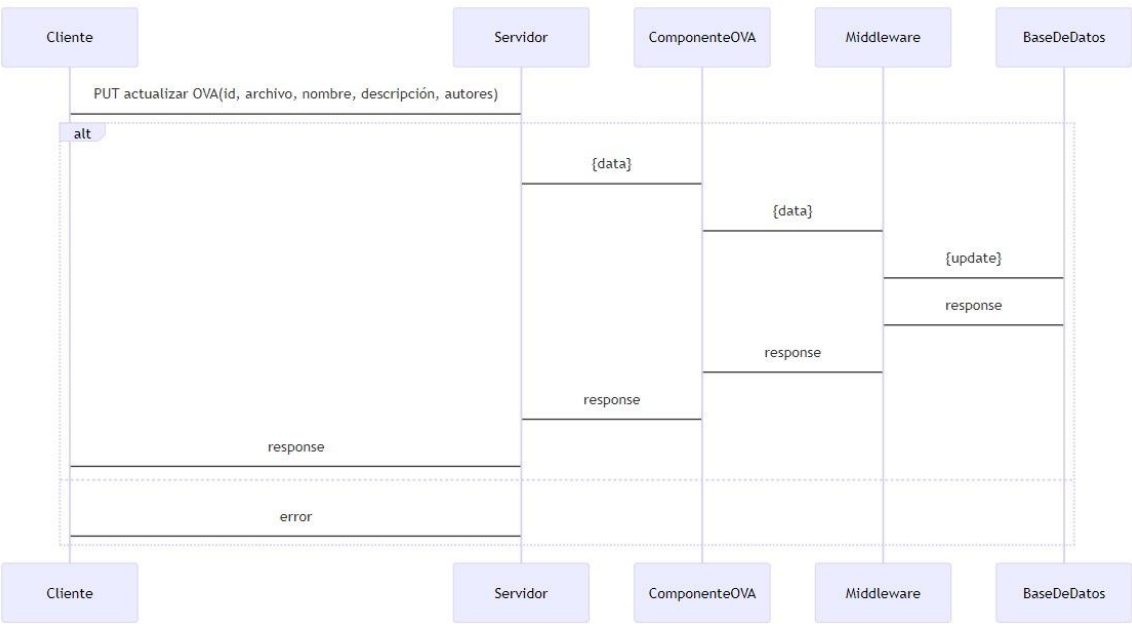 Cliente
Servidor
ComponenteOVA
Middleware
BaseDeDatos
PUT actualizar OVA(id, archivo, nombre, descripción, autores)
alt
{data}
{data}
{update}
response
response
response
response
error
Cliente
Servidor
ComponenteOVA
Middleware
BaseDeDatos